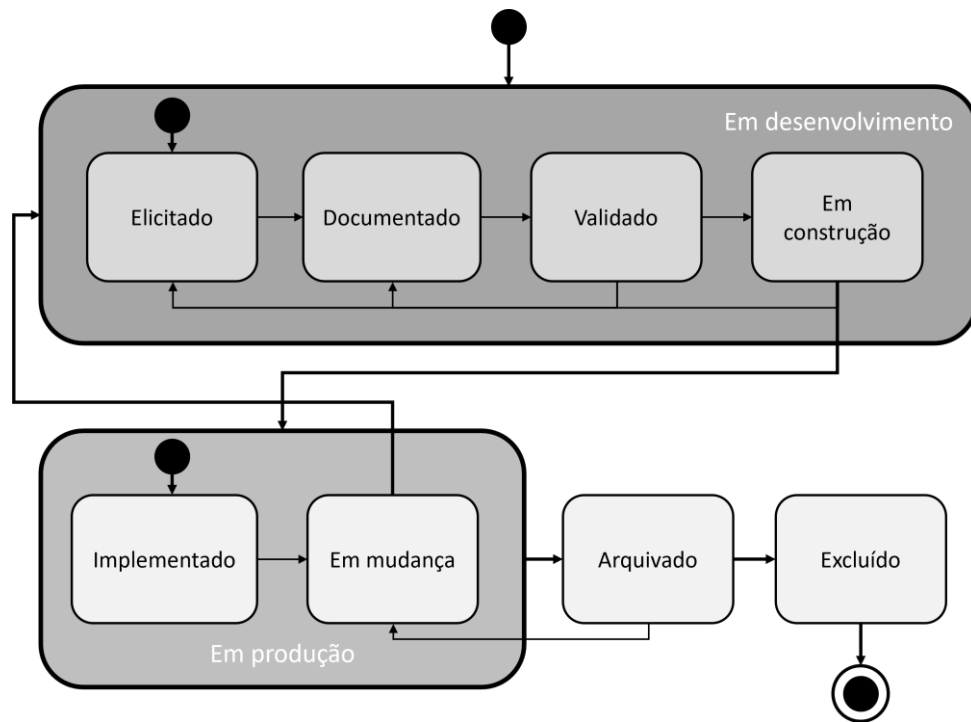 Em desenvolvimento
Elicitado
Documentado
Validado
Em
construção
Implementado
Em mudança
Arquivado
Excluído
Em produção